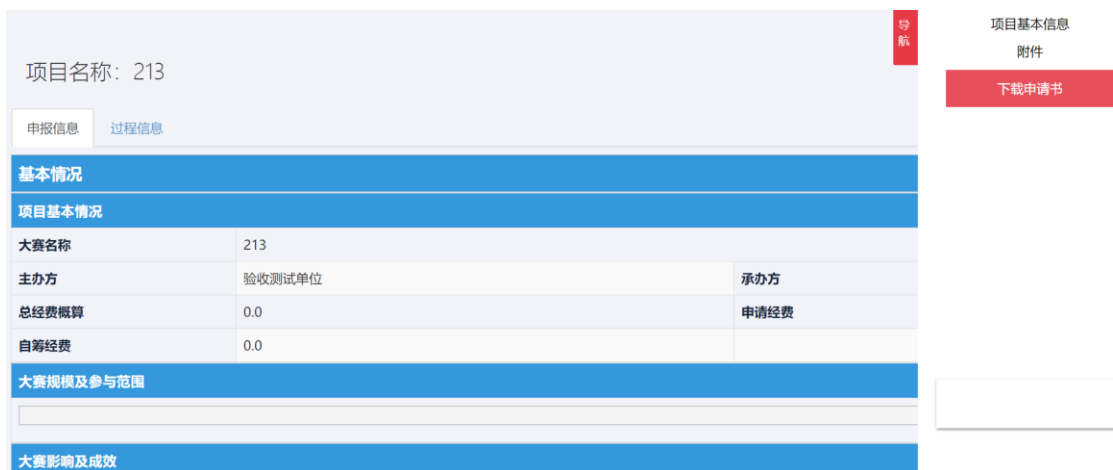 导航
项目名称：213
申报信息 过程信息
基本情况
项目基本情况
大赛名称 213
主办方 验收测试单位 承办方
总经费概算 0.0 申请经费
自筹经费 0.0
大赛规模及参与范围
大赛影响及成效
项目基本信息
附件
下载申请书